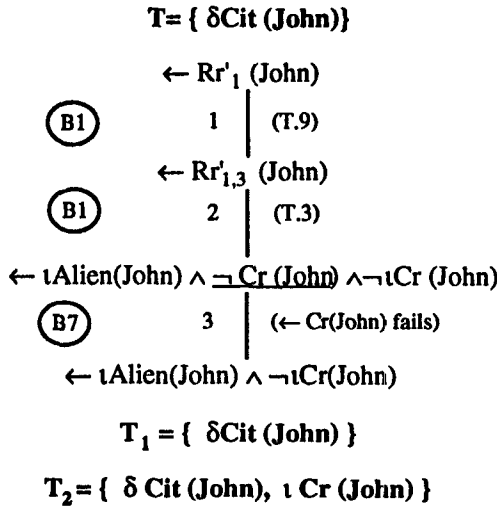 T= { δCit (John)}
← Rr'₁ (John)
B1 1 (T.9)
← Rr'₁,₃ (John)
B1 2 (T.3)
← ιAlien(John) ∧ ¬ Cr (John) ∧¬ ιCr (John)
B7 3 (← Cr(John) fails)
← ιAlien(John) ∧ ¬ιCr(John)
T₁ = { δCit (John) }
T₂ = { δ Cit (John), ι Cr (John) }